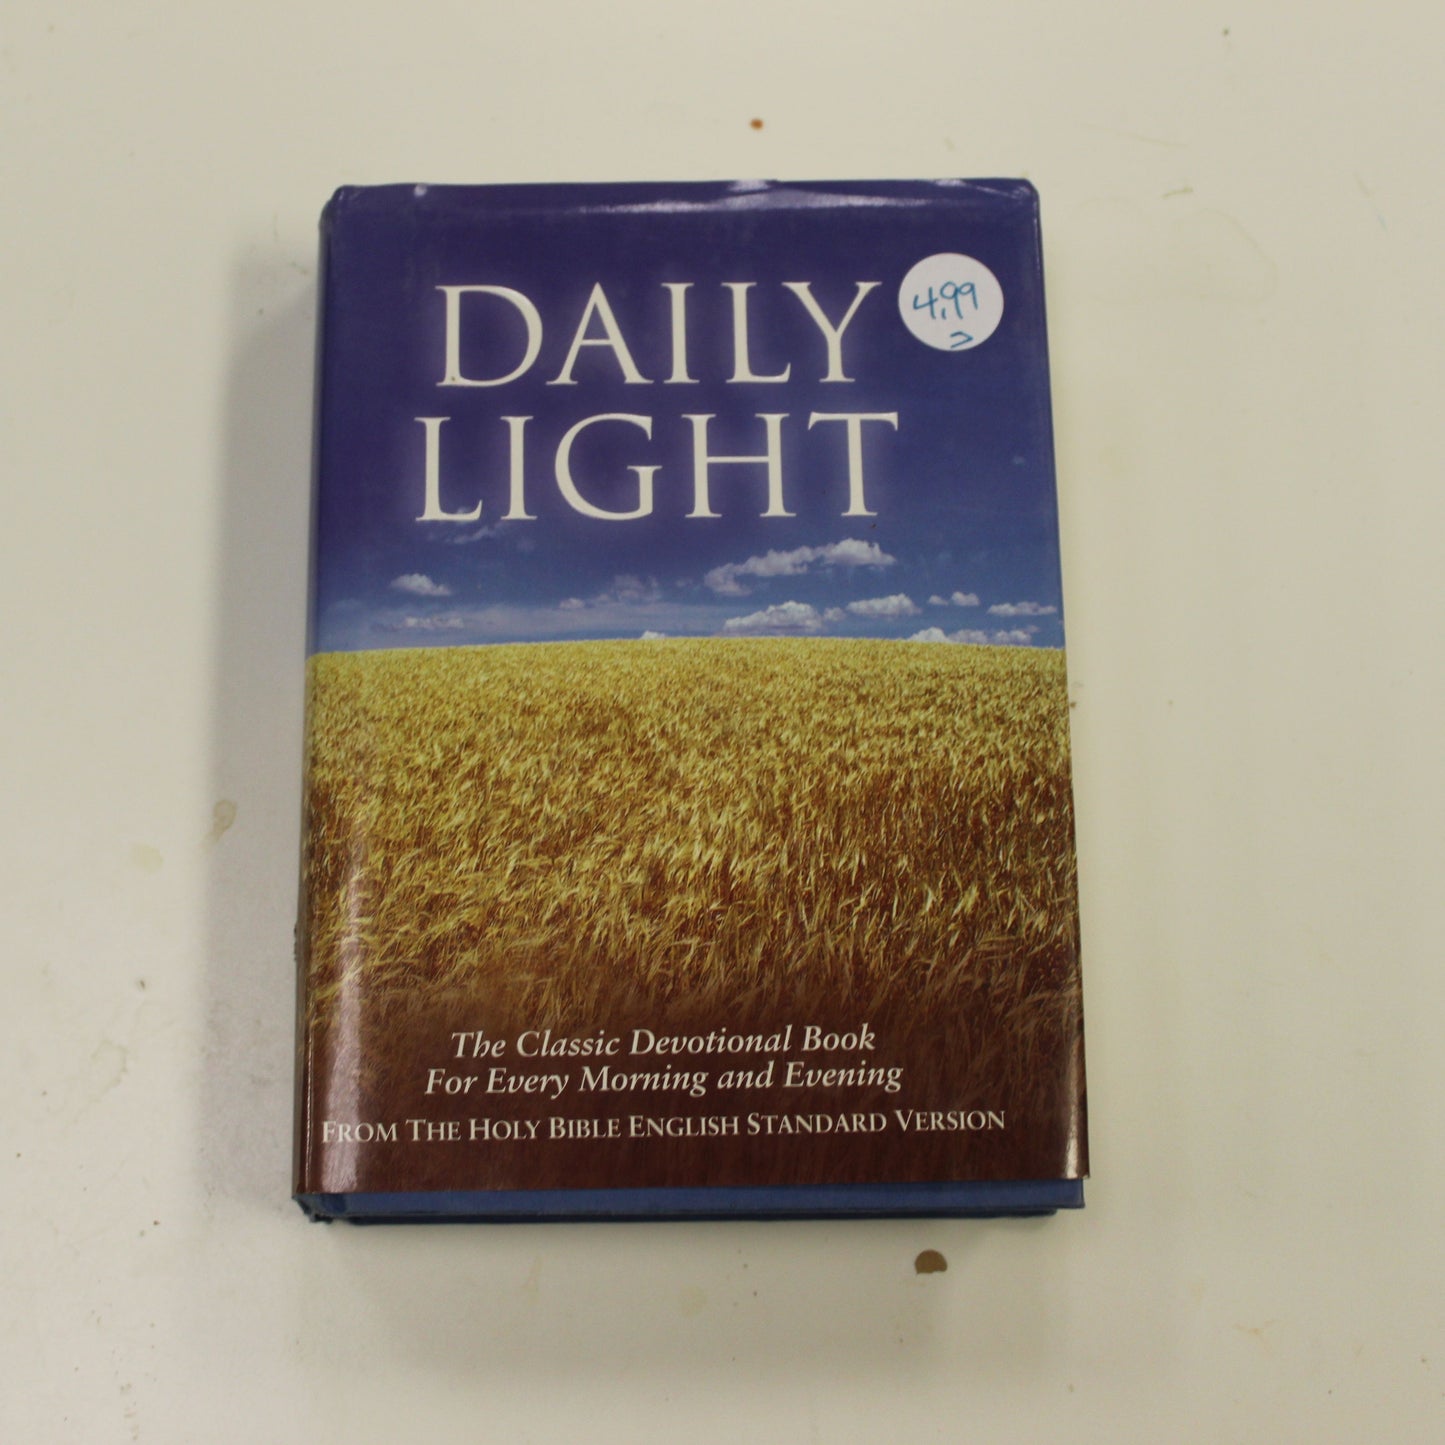 DAILY
4.99
LIGHT
The Classic Devotional Book
For Every Morning and Evening
FROM THE HOLY BIBLE ENGLISH STANDARD VERSION